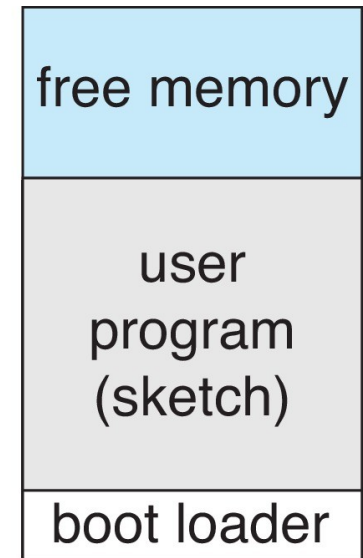 free memory
user
program
(sketch)
boot loader